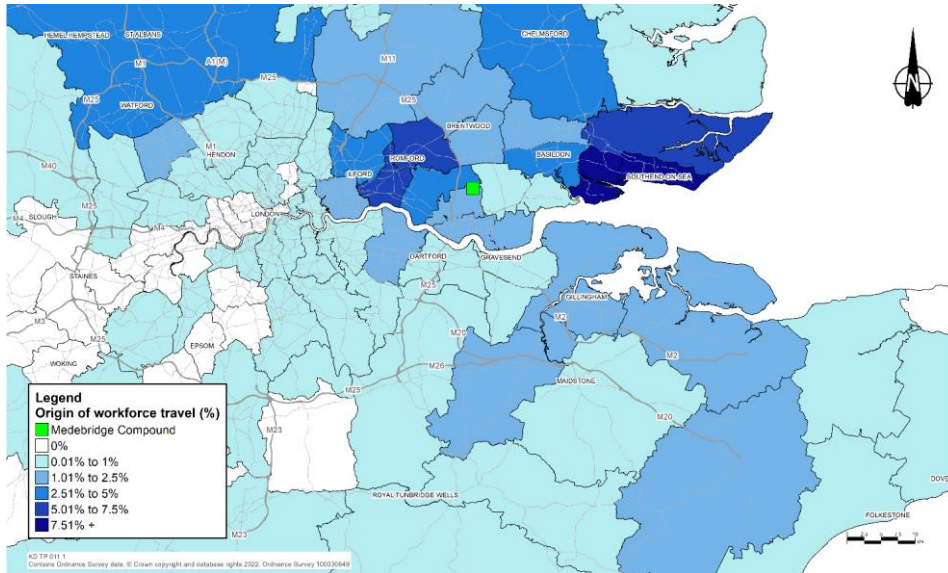 HEMEL HEMPSTEAD
ST ALBANS
CHELMSFORD
M1
A1(M)
M11
M25
M25
M25
WATFORD
BRENTWOOD
M1
HENDON
ROMFORD
ILFORD
BASILDON
M40
SOUTHEND-ON-SEA
M25
LONDON
SLOUGH
M4
M4
DARTFORD
GRAVESEND
STAINES
M25
GILLINGHAM
M3
M2
M20
EPSOM
M25
M2
WOKING
M26
MAIDSTONE
M25
M20
M23
ROYAL TUNBRIDGE WELLS
DOVE
FOLKESTONE
M23
N
Legend
Origin of workforce travel (%)
Medebridge Compound
0%
0.01% to 1%
1.01% to 2.5%
2.51% to 5%
5.01% to 7.5%
7.51% +
KD TP 011 1
Contains Ordnance Survey data. © Crown copyright and database rights 2022. Ordnance Survey 100030649